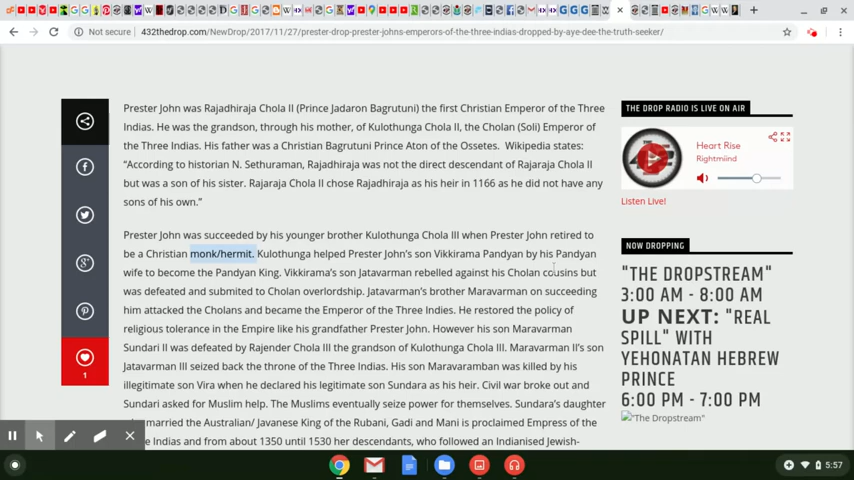 Not secure | 432thedrop.com/NewDrop/2017/11/27/prester-drop-prester-johns-emperors-of-the-three-indias-dropped-by-aye-dee-the-truth-seeker/
Prester John was Rajadhiraja Chola II (Prince Jadaron Bagrutuni) the first Christian Emperor of the Three
Indias. He was the grandson, through his mother, of Kulothunga Chola II, the Cholan (Soli) Emperor of
the Three Indias. His father was a Christian Bagrutuni Prince Aton of the Ossetes.  Wikipedia states:
“According to historian N. Sethuraman, Rajadhiraja was not the direct descendant of Rajaraja Chola II
but was a son of his sister. Rajaraja Chola II chose Rajadhiraja as his heir in 1166 as he did not have any
sons of his own.”
Prester John was succeeded by his younger brother Kulothunga Chola III when Prester John retired to
be a Christian monk/hermit. Kulothunga helped Prester John’s son Vikkirama Pandyan by his Pandyan
wife to become the Pandyan King. Vikkirama’s son Jatavarman rebelled against his Cholan cousins but
was defeated and submited to Cholan overlordship. Jatavarman’s brother Maravarman on succeeding
him attacked the Cholans and became the Emperor of the Three Indias. He restored the policy of
religious tolerance in the Empire like his grandfather Prester John. However his son Maravarman
Sundari II was defeated by Rajender Chola III the grandson of Kulothunga Chola III. Maravarman II’s son
Jatavarman III seized back the throne of the Three Indias. His son Maravaramban was killed by his
illegitimate son Vira when he declared his legitimate son Sundara as his heir. Civil war broke out and
Sundari asked for Muslim help. The Muslims eventually seize power for themselves. Sundara’s daughter
married the Australian/ Javanese King of the Rubani, Gadi and Mani is proclaimed Empress of the
Indias and from about 1350 until 1530 her descendants, who followed an Indianised Jewish-
1
THE DROP RADIO IS LIVE ON AIR
Heart Rise
Rightmiind
Listen Live!
NOW DROPPING
"THE DROPSTREAM"
3:00 AM - 8:00 AM
UP NEXT: "REAL
SPILL" WITH
YEHONATAN HEBREW
PRINCE
6:00 PM - 7:00 PM
"The Dropstream"
5:57